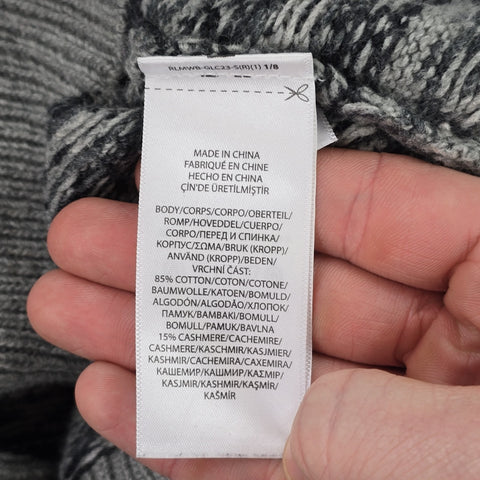 RLMWB-GLC23-S(R)(1) 1/8
MADE IN CHINA
FABRIQUÉ EN CHINE
HECHO EN CHINA
ÇİN'DE ÜRETİLMİŞTİR
BODY/CORPS/CORPO/OBERTEIL/
ROMP/HOVEDDEL/CUERPO/
CORPO/ПЕРЕД И СПИНКА/
КОРПУС/ΣΩΜΑ/BRUK (KROPP)/
ANVÄND (KROPP)/BEDEN/
VRCHNÍ ČÁST:
85% COTTON/COTON/COTONE/
BAUMWOLLE/KATOEN/BOMULD/
ALGODÓN/ALGODÃO/ХЛОПОК/
ПАМУК/ΒΑΜΒΑΚΙ/BOMULL/
BOMULL/PAMUK/BAVLNA
15% CASHMERE/CACHEMIRE/
CASHMERE/KASCHMIR/KASJMIER/
KASHMIR/CACHEMIRA/CAXEMIRA/
КАШЕМИР/КАШМИР/ΚΑΣΜΙΡ/
KASJMIR/KASHMIR/KAŞMİR/
KAŠMÍR